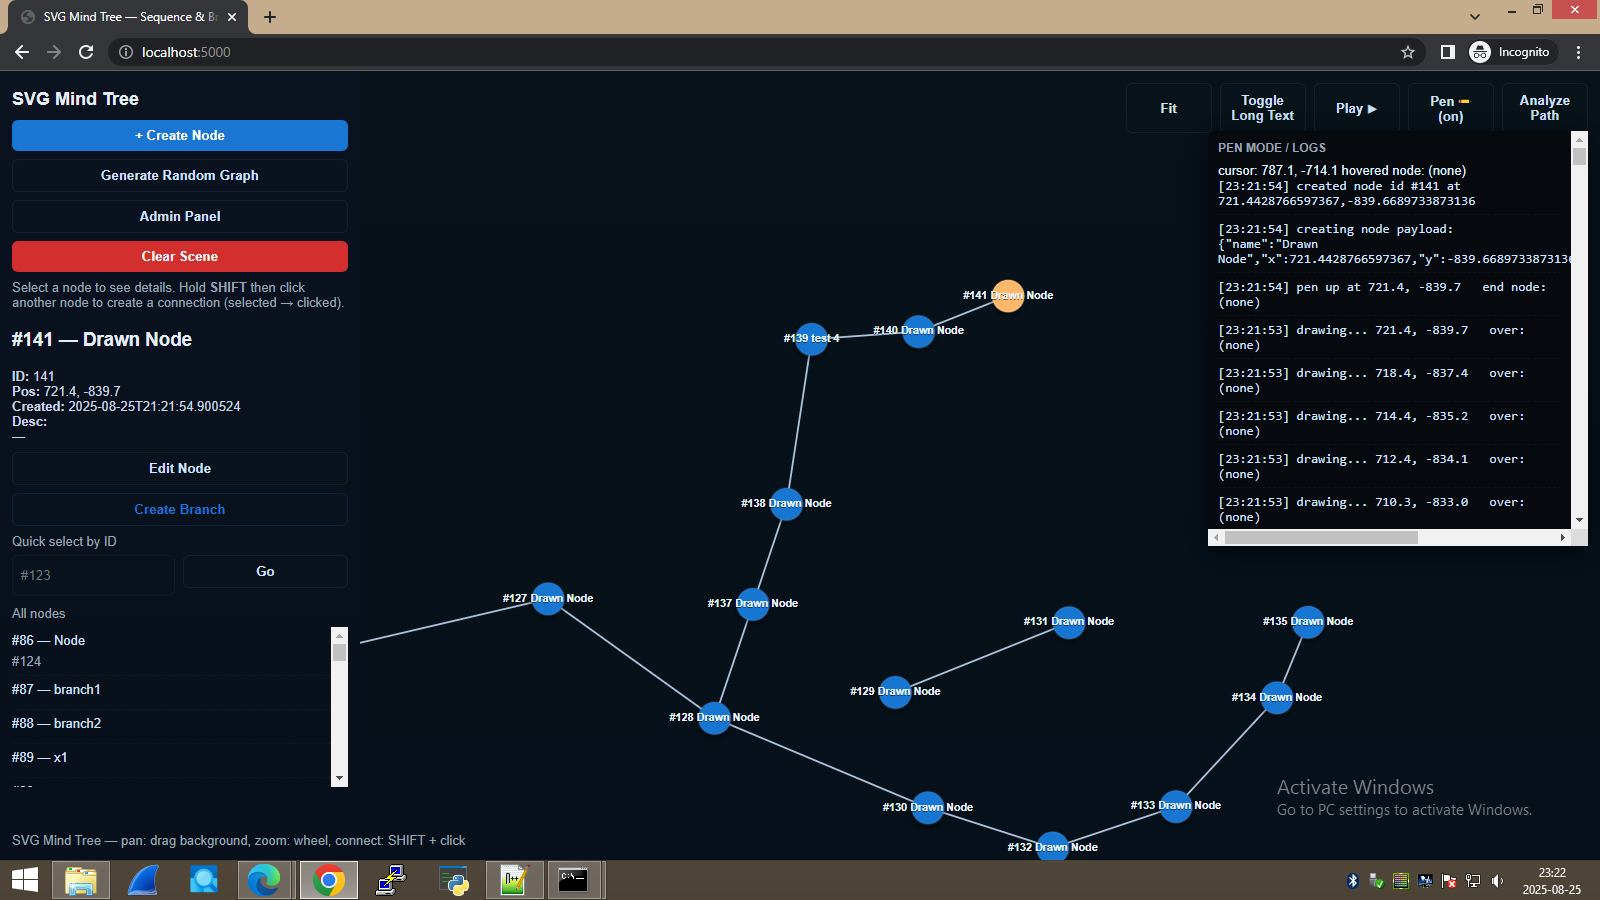 SVG Mind Tree — Sequence & Br
localhost:5000
Incognito
SVG Mind Tree
+ Create Node
Generate Random Graph
Admin Panel
Clear Scene
Select a node to see details. Hold SHIFT then click
another node to create a connection (selected → clicked).
#141 — Drawn Node
ID: 141
Pos: 721.4, -839.7
Created: 2025-08-25T21:21:54.900524
Desc:
—
Edit Node
Create Branch
Quick select by ID
#123
Go
All nodes
#86 — Node
#124
#87 — branch1
#88 — branch2
#89 — x1
SVG Mind Tree — pan: drag background, zoom: wheel, connect: SHIFT + click
Fit
Toggle
Long Text
Play ▶
Pen
(on)
Analyze
Path
PEN MODE / LOGS
cursor: 787.1, -714.1 hovered node: (none)
[23:21:54] created node id #141 at
721.4428766597367,-839.6689733873136
[23:21:54] creating node payload:
{"name":"Drawn
Node","x":721.4428766597367,"y":-839.6689733873136
[23:21:54] pen up at 721.4, -839.7 end node:
(none)
[23:21:53] drawing... 721.4, -839.7 over:
(none)
[23:21:53] drawing... 718.4, -837.4 over:
(none)
[23:21:53] drawing... 714.4, -835.2 over:
(none)
[23:21:53] drawing... 712.4, -834.1 over:
(none)
[23:21:53] drawing... 710.3, -833.0 over:
(none)
#141 Drawn Node
#140 Drawn Node
#139 test 4
#138 Drawn Node
#127 Drawn Node
#137 Drawn Node
#131 Drawn Node
#135 Drawn Node
#129 Drawn Node
#134 Drawn Node
#128 Drawn Node
#130 Drawn Node
#133 Drawn Node
#132 Drawn Node
Activate Windows
Go to PC settings to activate Windows.
23:22
2025-08-25